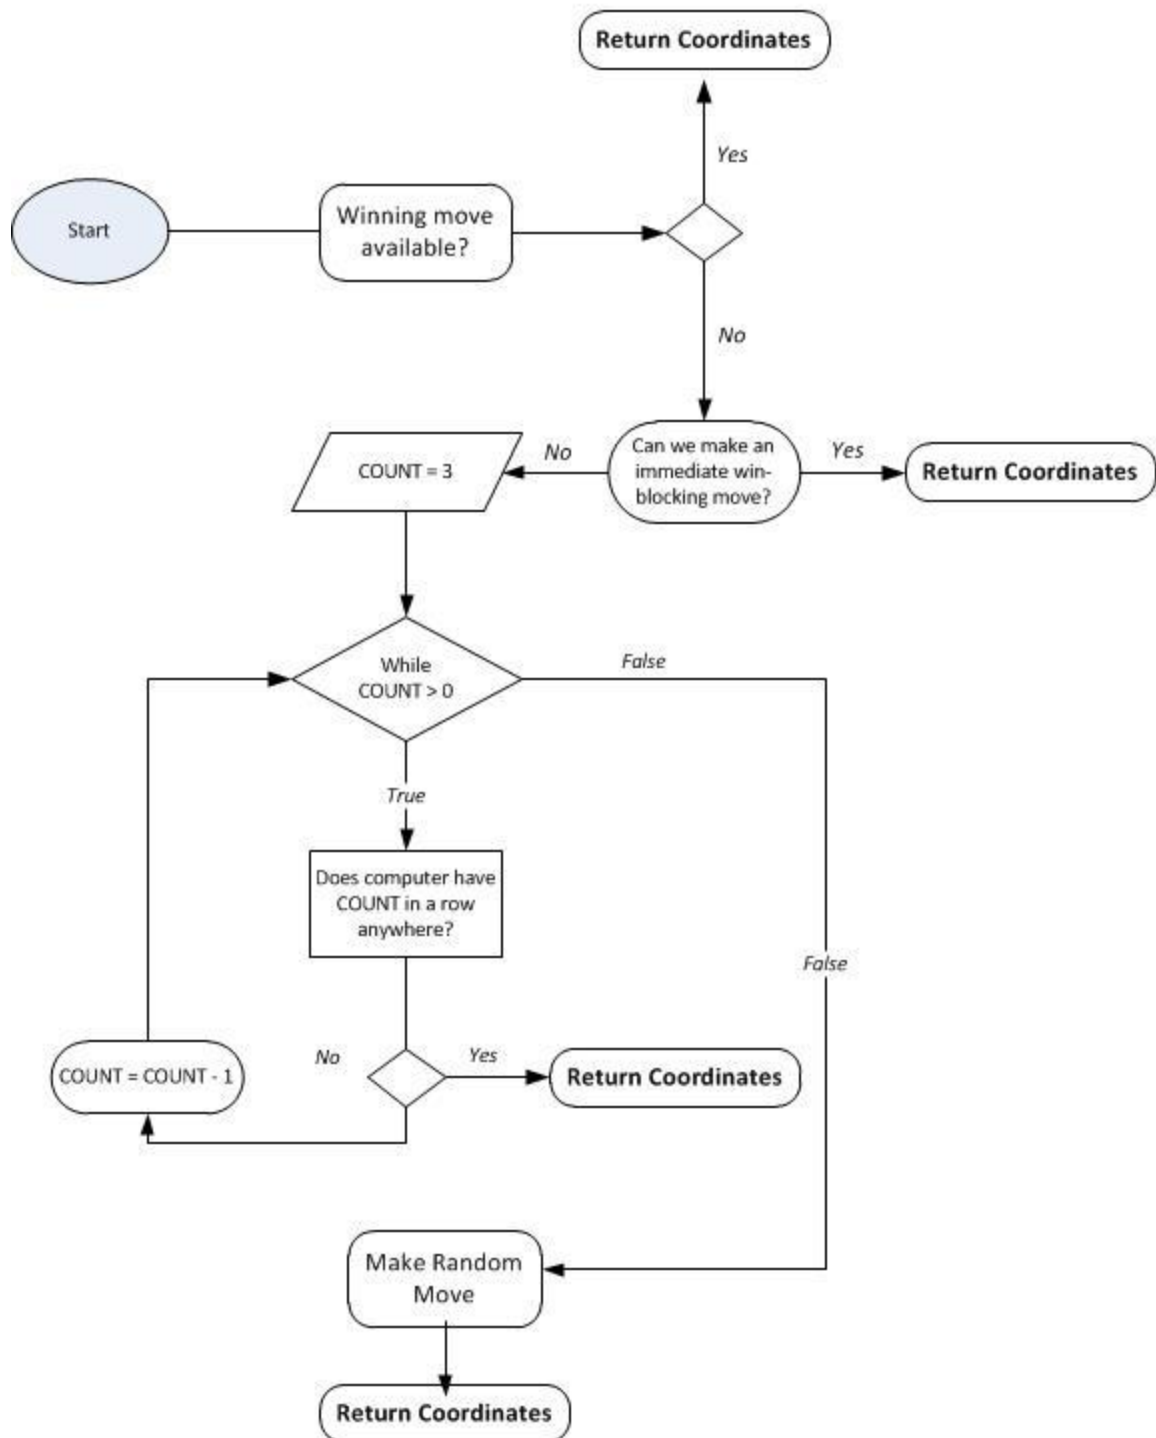 Return Coordinates
Yes
Start
Winning move
available?
No
Can we make an
immediate win-
blocking move?
Yes
Return Coordinates
No
COUNT = 3
While
COUNT > 0
False
True
Does computer have
COUNT in a row
anywhere?
False
No
Yes
Return Coordinates
COUNT = COUNT - 1
Make Random
Move
Return Coordinates